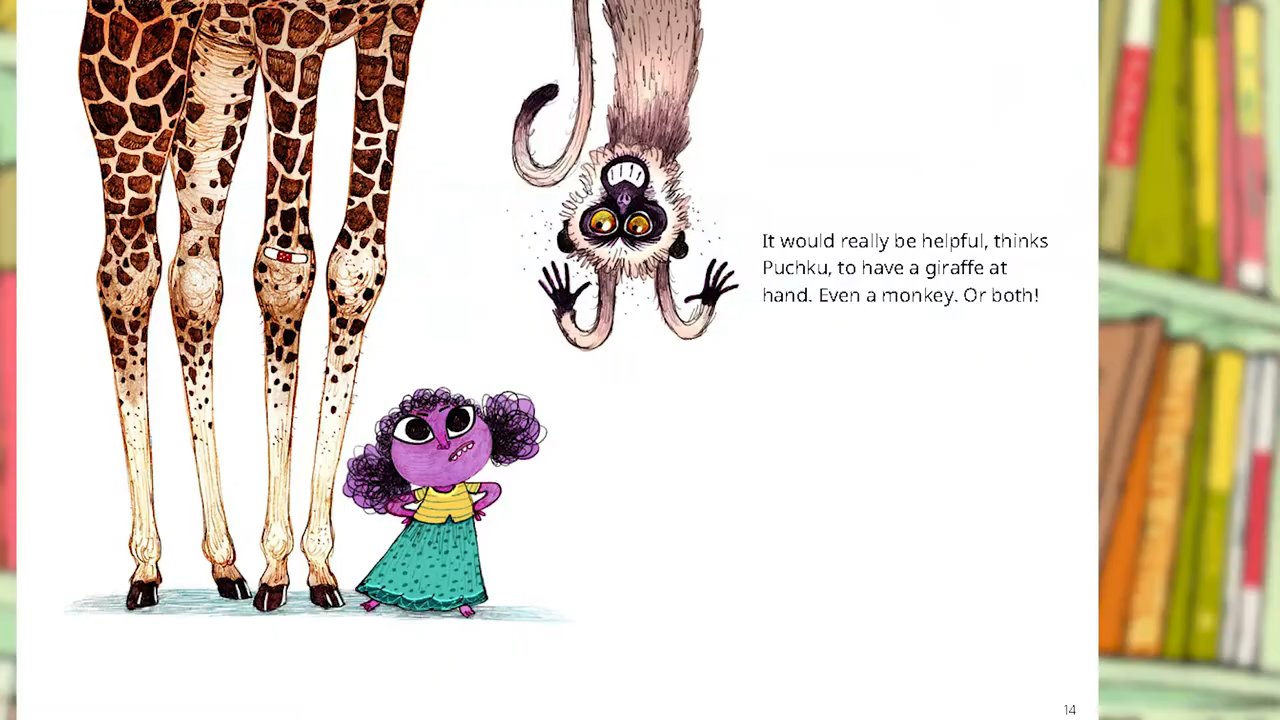 It would really be helpful, thinks
Puchku, to have a giraffe at
hand. Even a monkey. Or both!
14